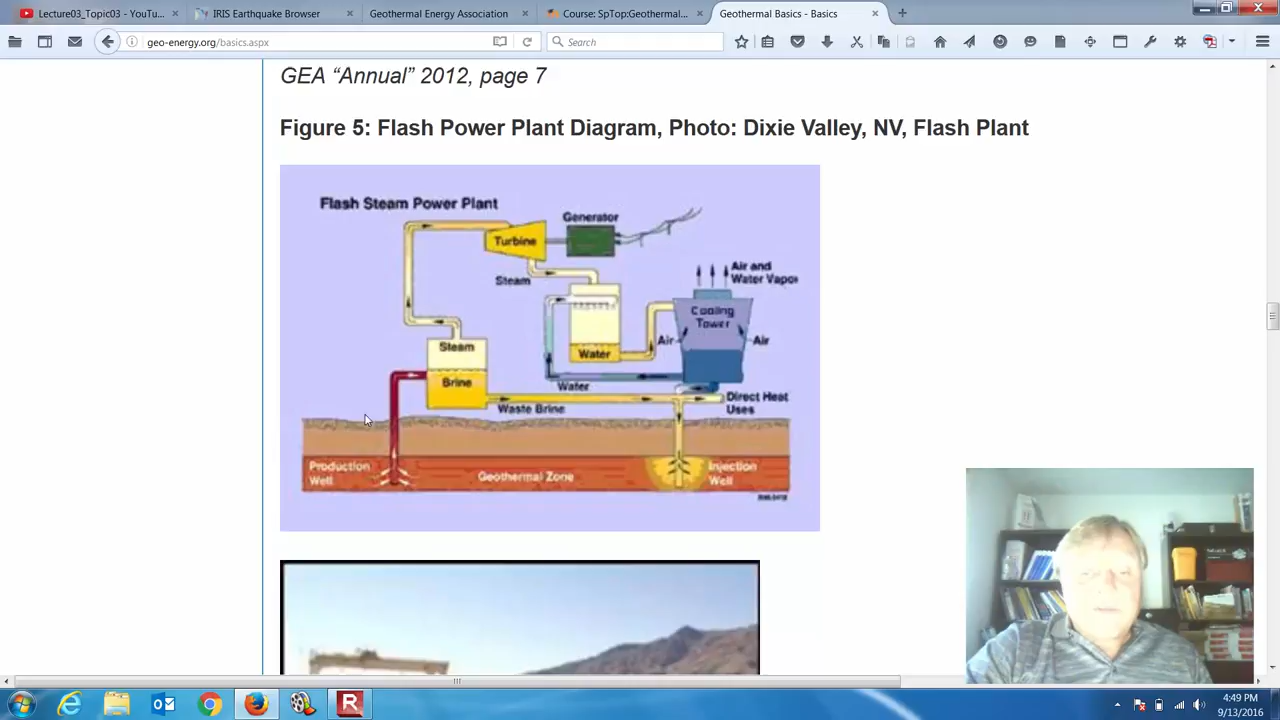 Lecture03_Topic03 - YouTu...
IRIS Earthquake Browser
Geothermal Energy Association
Course: SpTop:Geothermal...
Geothermal Basics - Basics
geo-energy.org/basics.aspx
Search
GEA “Annual” 2012, page 7
Figure 5: Flash Power Plant Diagram, Photo: Dixie Valley, NV, Flash Plant
Flash Steam Power Plant
Generator
Turbine
Steam
Air and
Water Vapor
Cooling
Tower
Air
Air
Steam
Water
Brine
Water
Waste Brine
Direct Heat
Uses
Production
Well
Geothermal Zone
Injection
Well
4:49 PM
9/13/2016